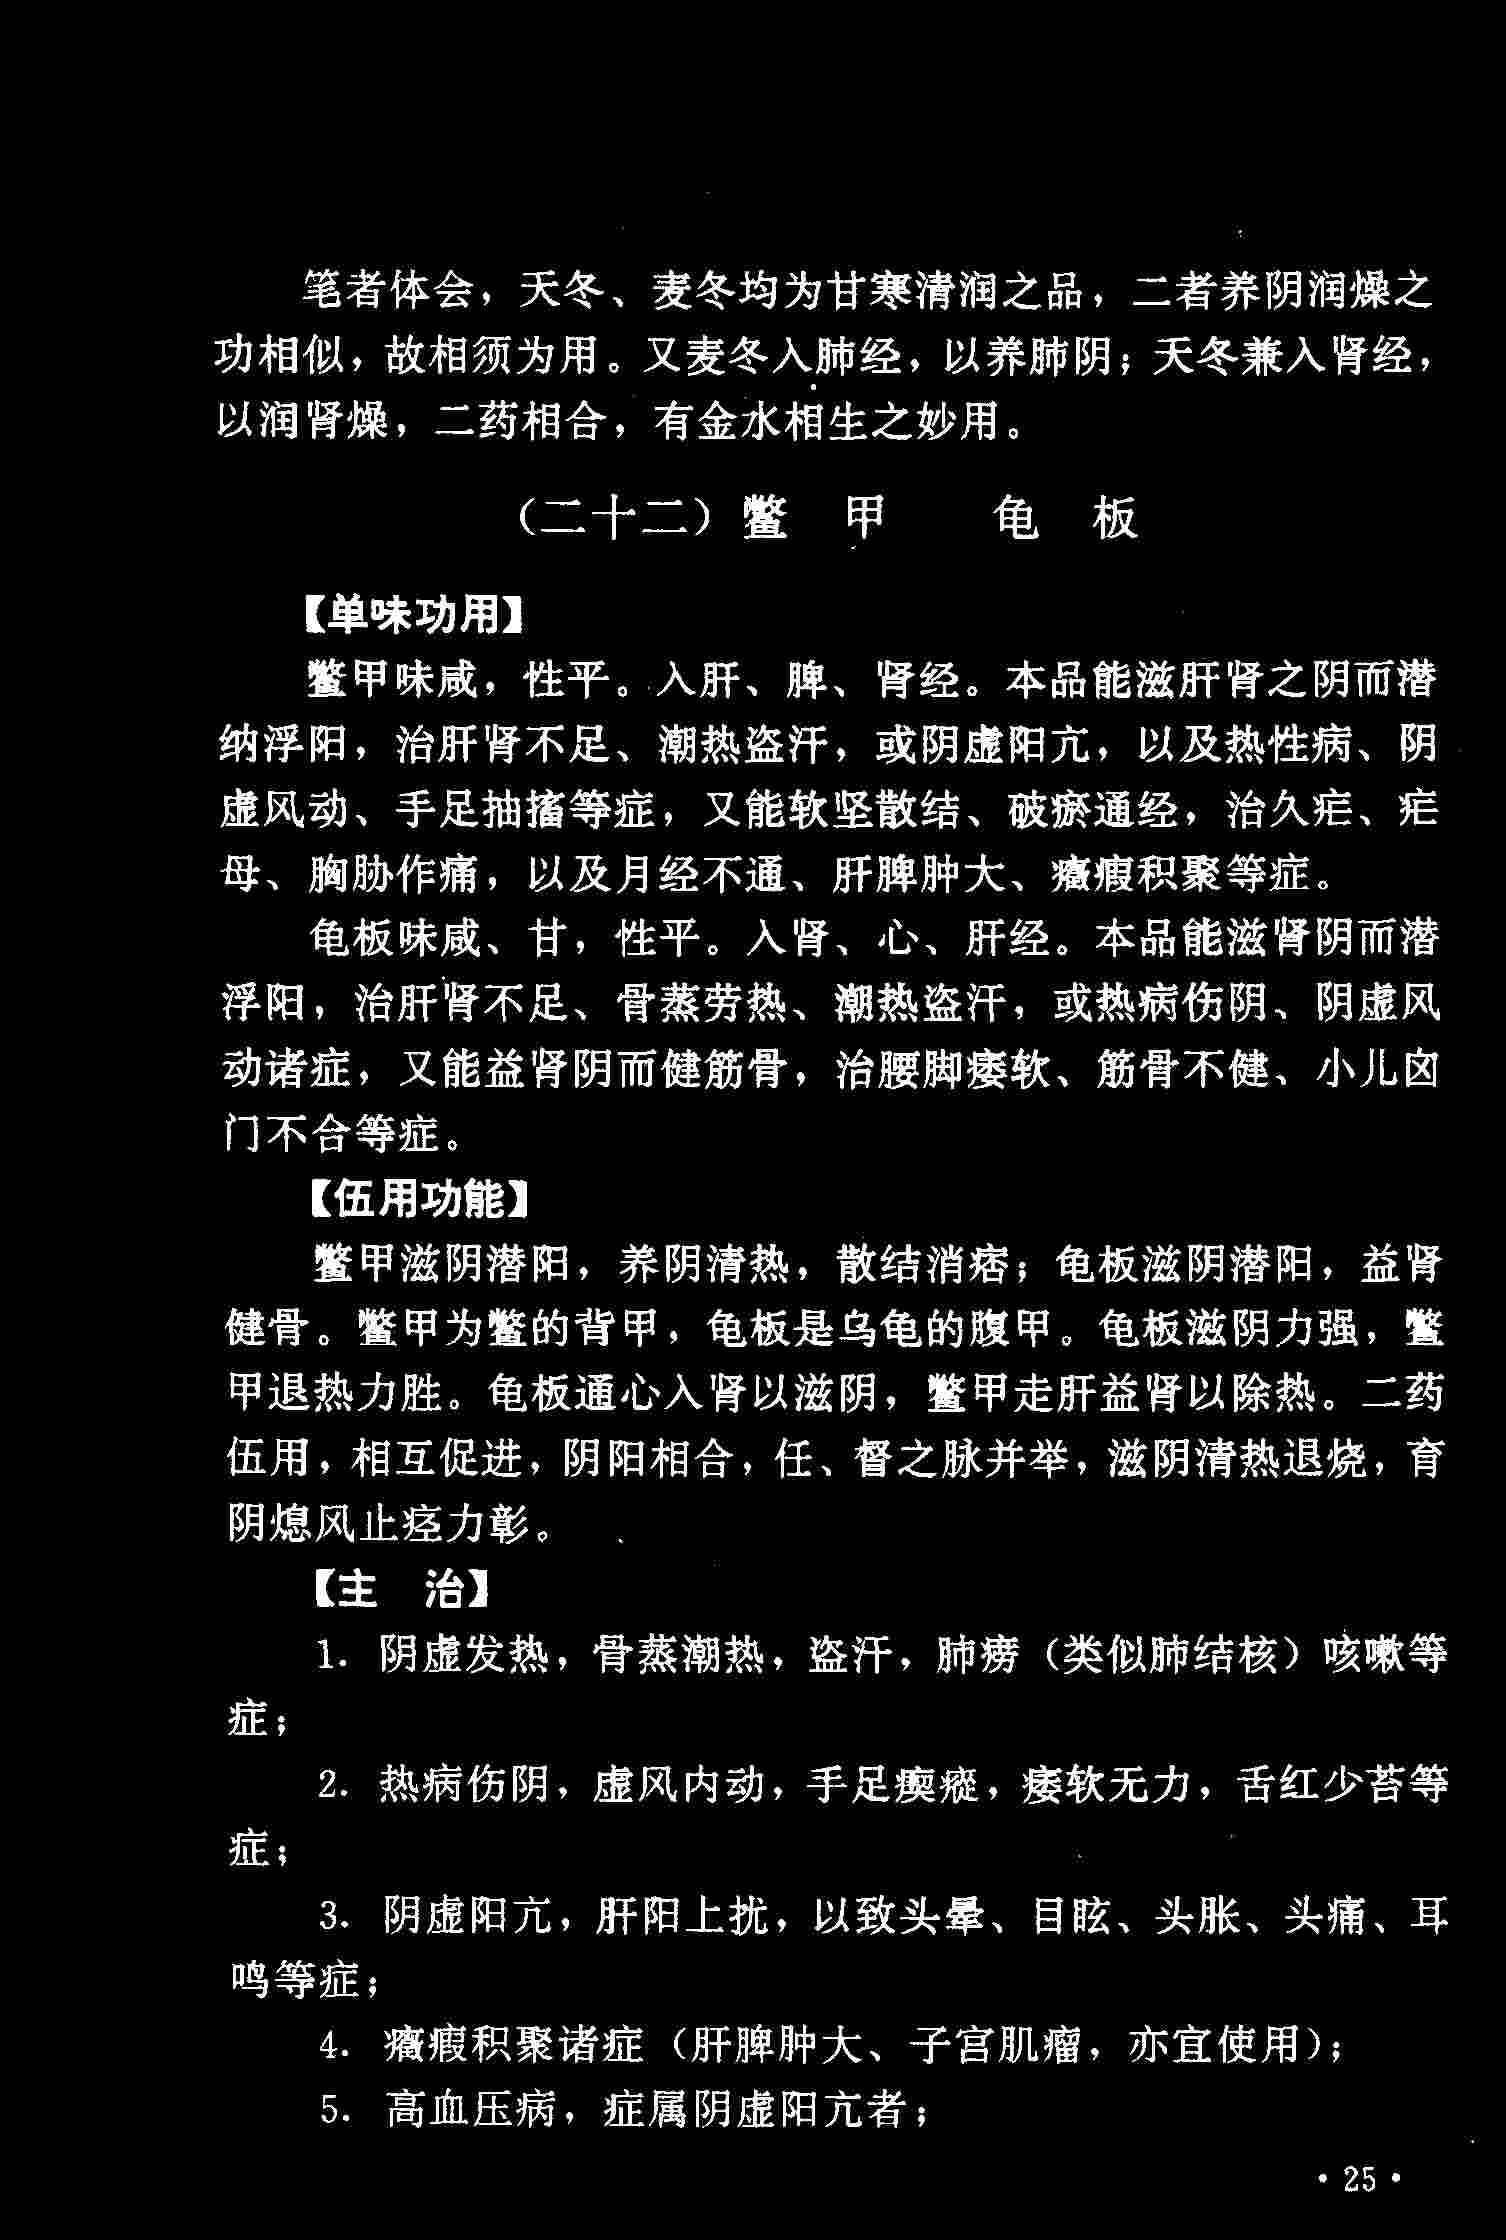 笔者体会，天冬、麦冬均为甘寒清润之品，二者养阴润燥之
功相似，故相须为用。又麦冬入肺经，以养肺阴；天冬兼入肾经，
以润肾燥，二药相合，有金水相生之妙用。
（二十二）鳖 甲 龟 板
【单味功用】
鳖甲味咸，性平。入肝、脾、肾经。本品能滋肝肾之阴而潜
纳浮阳，治肝肾不足、潮热盗汗，或阴虚阳亢，以及热性病、阴
虚风动、手足抽搐等症，又能软坚散结、破瘀通经，治久疟、疟
母、胸胁作痛，以及月经不通、肝脾肿大、癥瘕积聚等症。
龟板味咸、甘，性平。入肾、心、肝经。本品能滋肾阴而潜
浮阳，治肝肾不足、骨蒸劳热、潮热盗汗，或热病伤阴、阴虚风
动诸症，又能益肾阴而健筋骨，治腰脚痿软、筋骨不健、小儿囟
门不合等症。
【伍用功能】
鳖甲滋阴潜阳，养阴清热，散结消痞；龟板滋阴潜阳，益肾
健骨。鳖甲为鳖的背甲，龟板是乌龟的腹甲。龟板滋阴力强，鳖
甲退热力胜。龟板通心入肾以滋阴，鳖甲走肝益肾以除热。二药
伍用，相互促进，阴阳相合，任、督之脉并举，滋阴清热退烧，育
阴熄风止痉力彰。
【主 治】
1. 阴虚发热，骨蒸潮热，盗汗，肺痨（类似肺结核）咳嗽等
症；
2. 热病伤阴，虚风内动，手足瘈瘲，痿软无力，舌红少苔等
症；
3. 阴虚阳亢，肝阳上扰，以致头晕、目眩、头胀、头痛、耳
鸣等症；
4. 癥瘕积聚诸症（肝脾肿大、子宫肌瘤，亦宜使用）；
5. 高血压病，症属阴虚阳亢者；
·25·